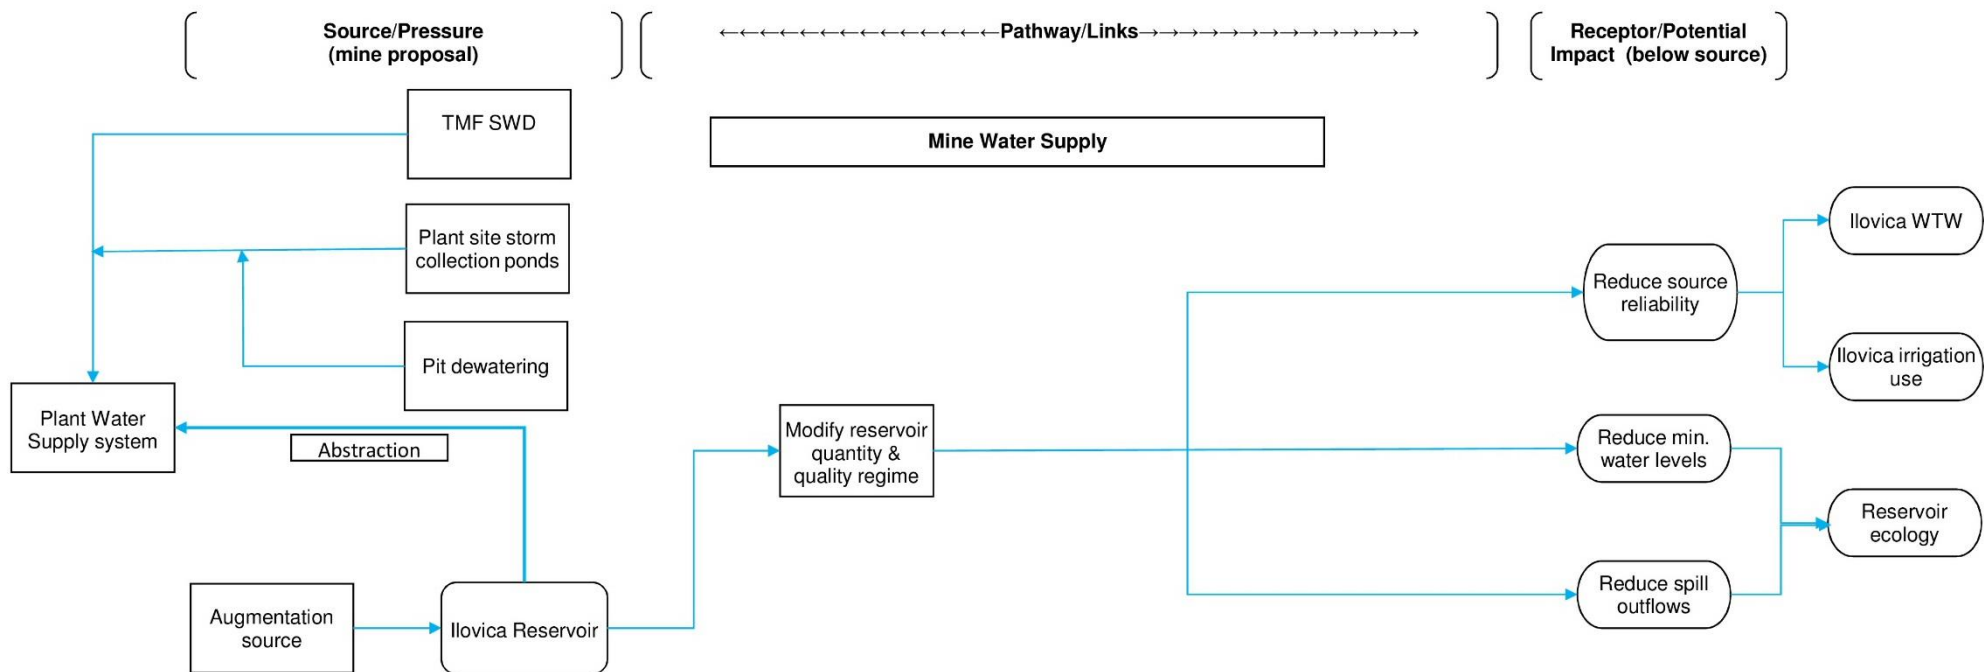 Source/Pressure
(mine proposal)
←←←←←←←←←←←←←←Pathway/Links→→→→→→→→→→→→→→
Receptor/Potential
Impact (below source)
TMF SWD
Mine Water Supply
Plant site storm
collection ponds
Pit dewatering
Plant Water
Supply system
Abstraction
Augmentation
source
Ilovica Reservoir
Modify reservoir
quantity &
quality regime
Reduce source
reliability
Ilovica WTW
Ilovica irrigation
use
Reduce min.
water levels
Reservoir
ecology
Reduce spill
outflows